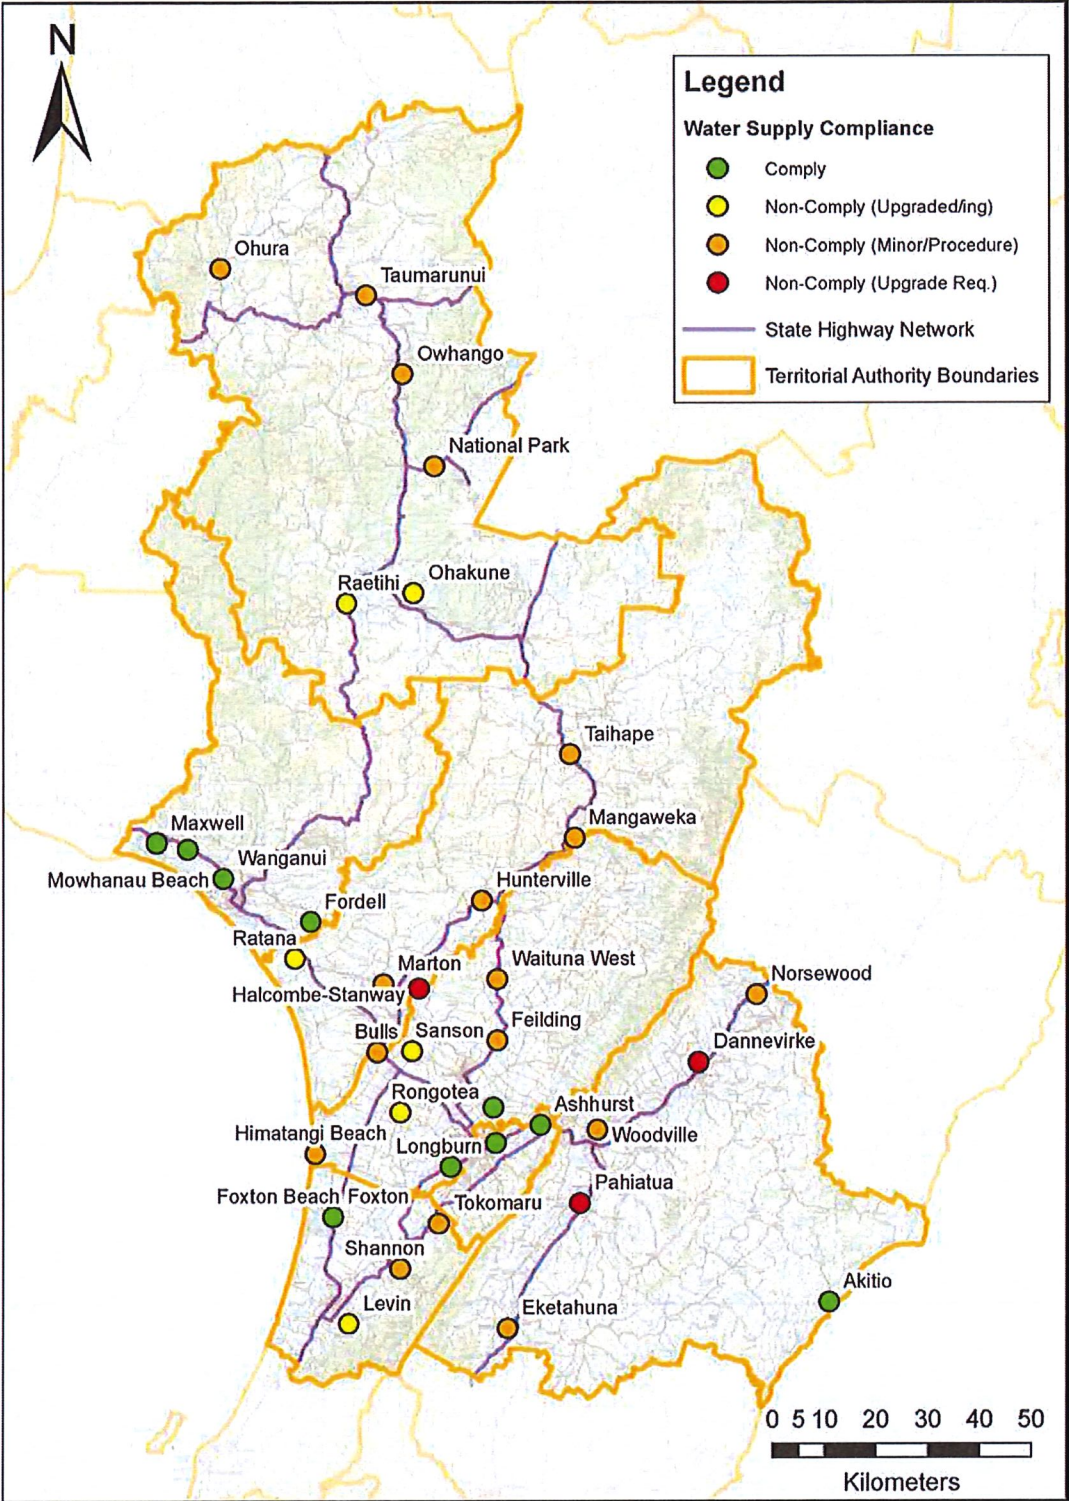 N
Legend
Water Supply Compliance
Comply
Non-Comply (Upgraded/ing)
Non-Comply (Minor/Procedure)
Non-Comply (Upgrade Req.)
State Highway Network
Territorial Authority Boundaries
Ohura
Taumarunui
Owhango
National Park
Raetihi
Ohakune
Taihape
Mangaweka
Maxwell
Wanganui
Mowhanau Beach
Hunterville
Fordell
Ratana
Marton
Waituna West
Norsewood
Halcombe-Stanway
Bulls
Sanson
Feilding
Dannevirke
Rongotea
Ashhurst
Himatangi Beach
Longburn
Woodville
Foxton Beach
Foxton
Tokomaru
Pahiatua
Shannon
Akitio
Levin
Eketahuna
0 5 10 20 30 40 50
Kilometers